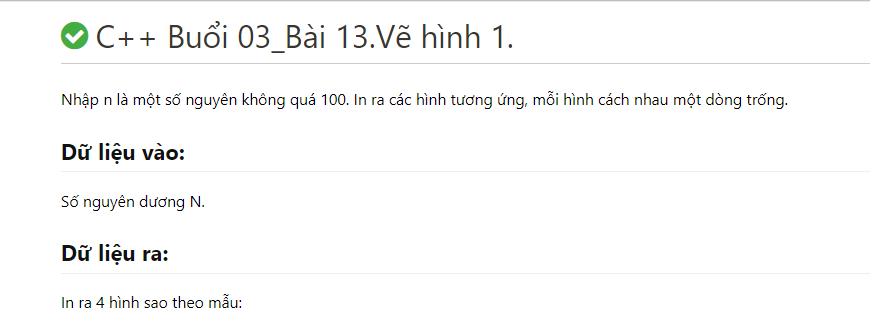 C++ Buổi 03_Bài 13.Vẽ hình 1.
Nhập n là một số nguyên không quá 100. In ra các hình tương ứng, mỗi hình cách nhau một dòng trống.
Dữ liệu vào:
Số nguyên dương N.
Dữ liệu ra:
In ra 4 hình sao theo mẫu: